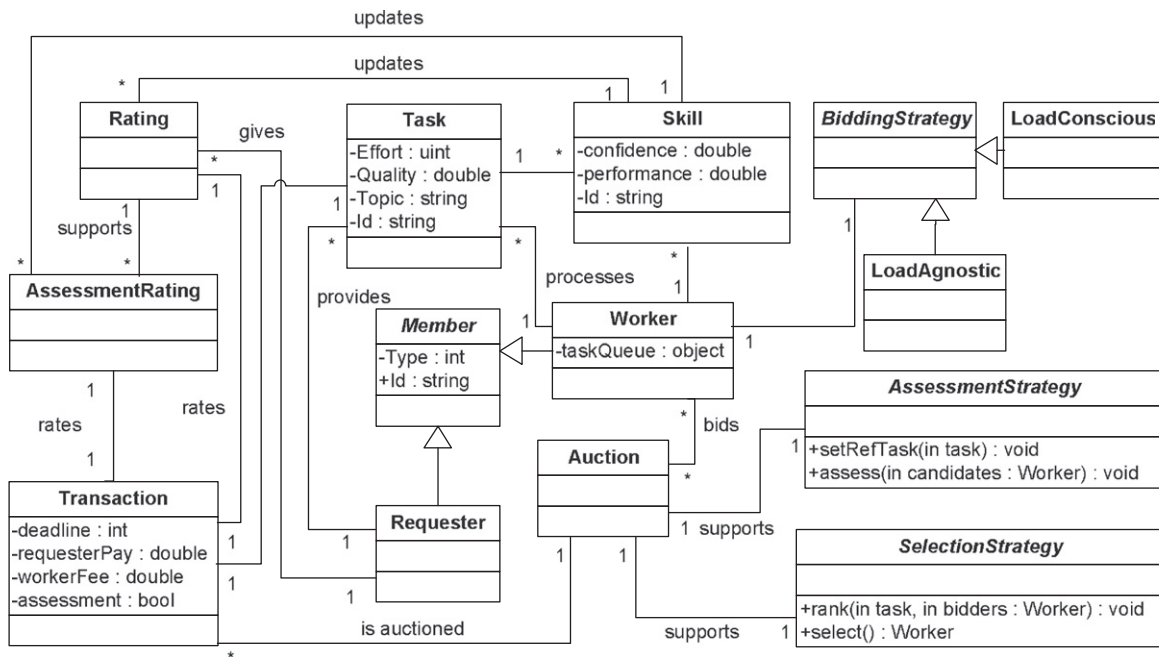 updates
*
updates
*
1
1
Rating
gives
*
1
1
supports
*
Task
-Effort : uint
-Quality : double
-Topic : string
-Id : string
1
*
1
*
*
Skill
-confidence : double
-performance : double
-Id : string
*
processes
1
BiddingStrategy
LoadConscious
1
LoadAgnostic
*
AssessmentRating
provides
Member
-Type : int
+Id : string
1
Worker
-taskQueue : object
1
*
bids
AssessmentStrategy
+setRefTask(in task) : void
+assess(in candidates : Worker) : void
1
1
rates
rates
1
Auction
*
1
supports
1
Transaction
-deadline : int
-requesterPay : double
-workerFee : double
-assessment : bool
1
1
Requester
1
1
1
SelectionStrategy
+rank(in task, in bidders : Worker) : void
+select() : Worker
is auctioned
supports
1
*